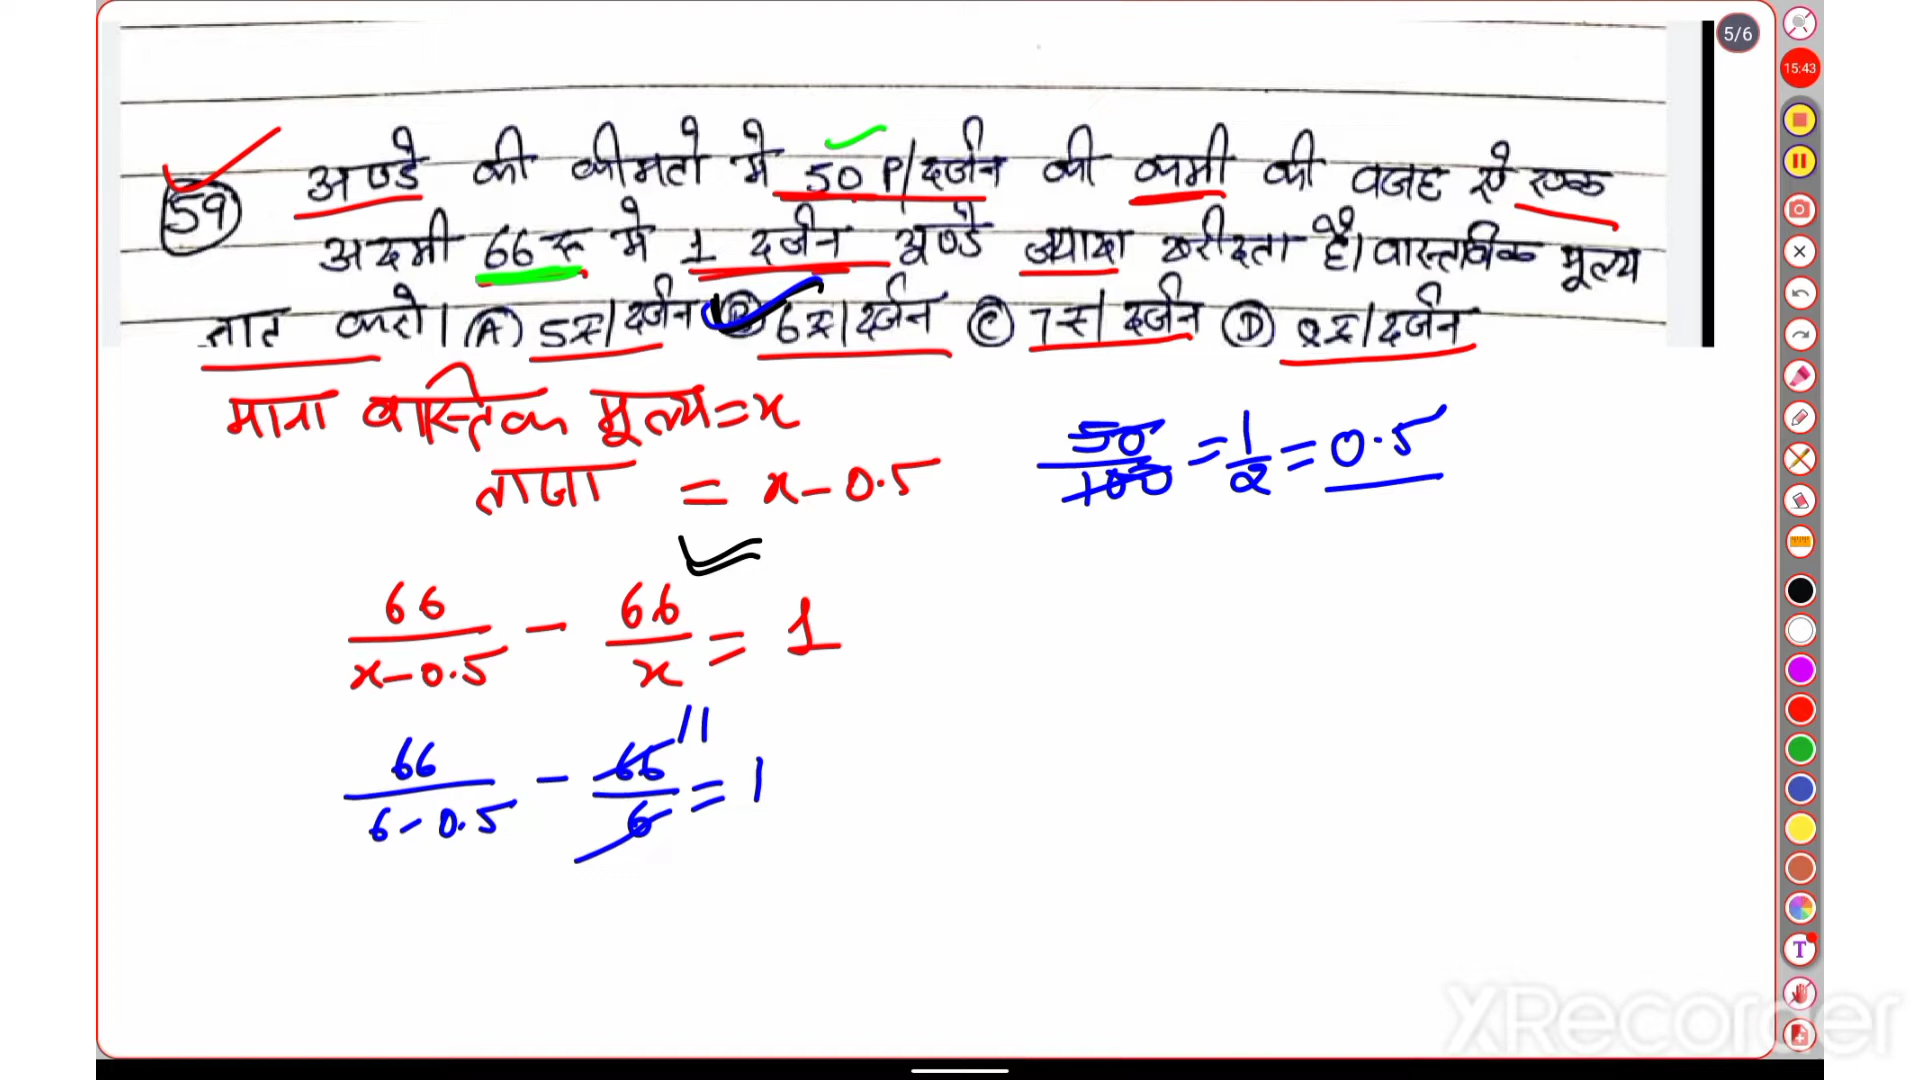 5/6
15:43
59 अण्डे की कीमतो मे 50 P/दर्जन की कमी की वजह से एक
अदमी 66 रू मे 1 दर्जन अण्डे ज्यादा खरीदता है। वास्तविक मूल्य
ज्ञात करो। (A) 5रू/दर्जन (B) 6रू/दर्जन (C) 7रू/दर्जन (D) 8रू/दर्जन
माना वास्तिक मूल्य = x
ताजा = x - 0.5
50/100 = 1/2 = 0.5
66/(x - 0.5) - 66/x = 1
11
66/(6 - 0.5) - 66/6 = 1
T
XRecorder